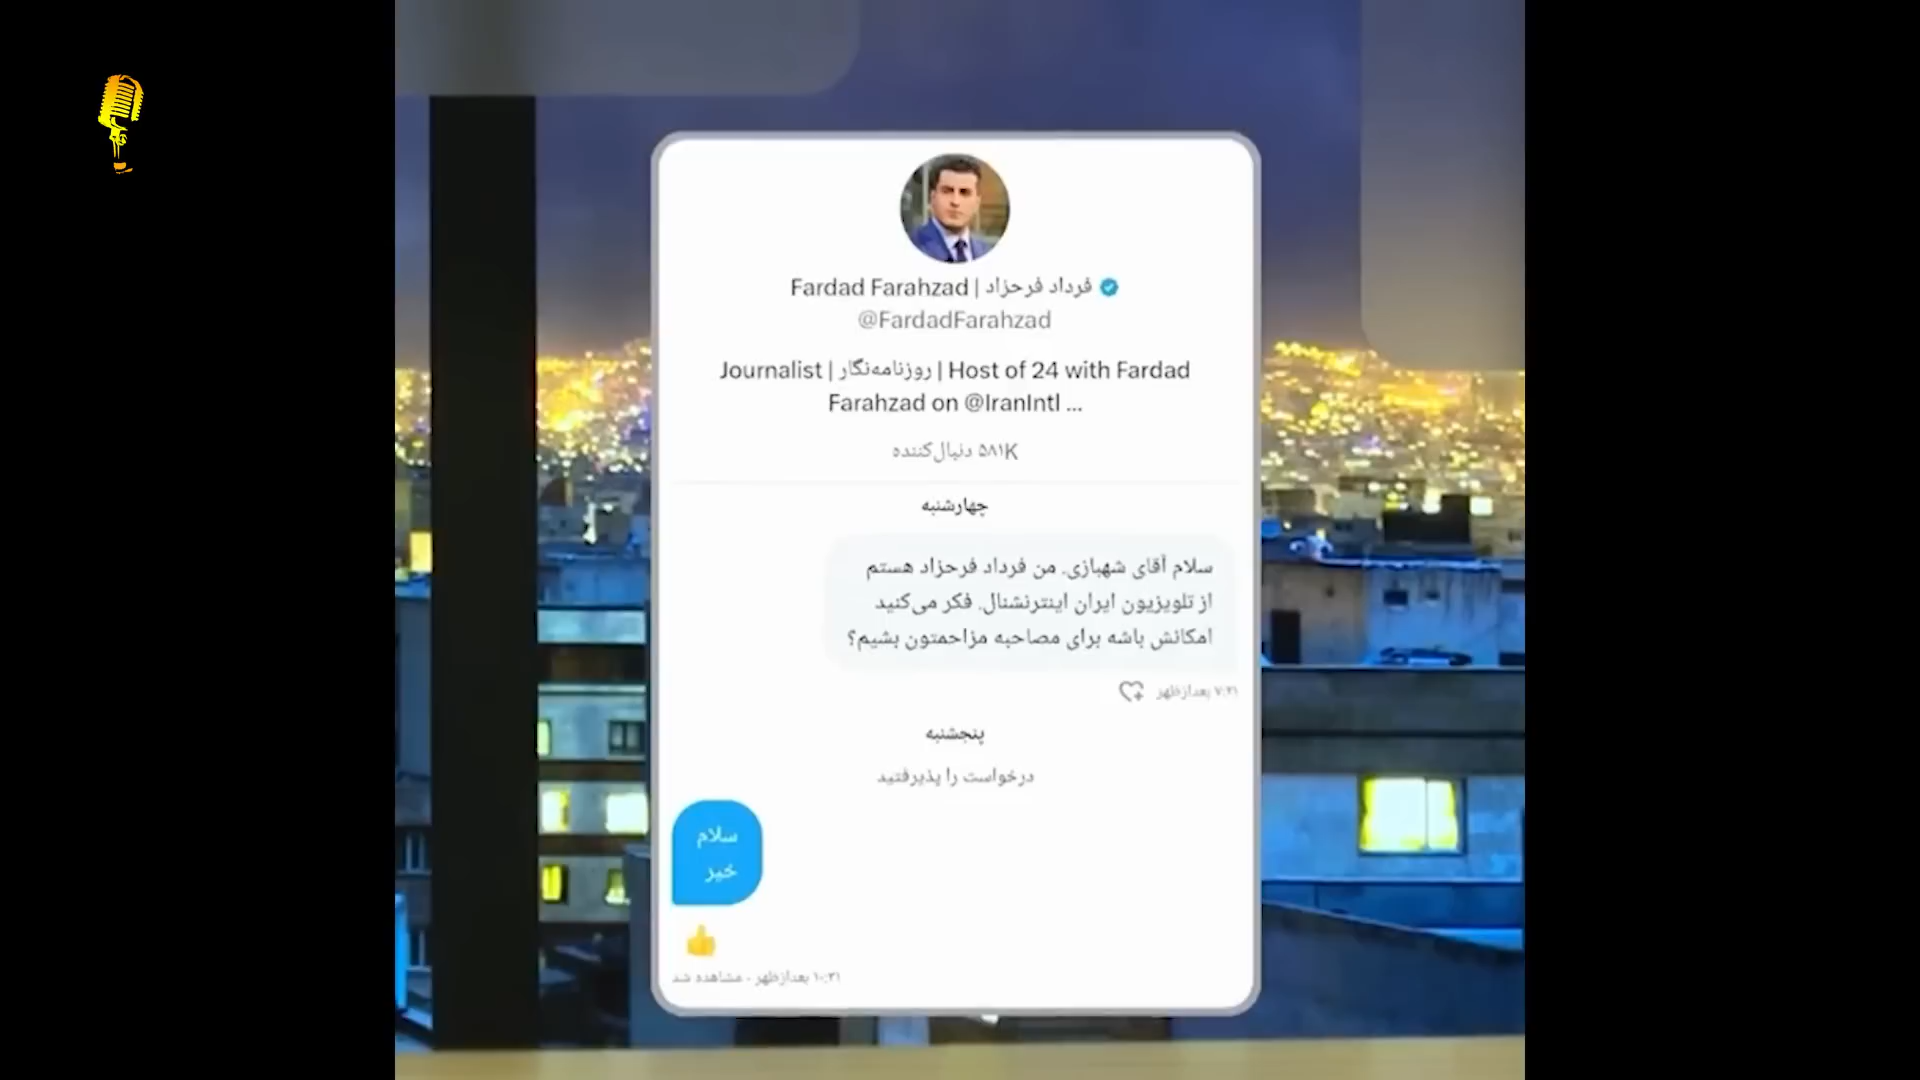 Fardad Farahzad | فرداد فرحزاد
@FardadFarahzad
Journalist | روزنامه‌نگار | Host of 24 with Fardad
Farahzad on @IranIntl ...
۵۸۱K دنبال‌کننده
چهارشنبه
سلام آقای شهبازی. من فرداد فرحزاد هستم
از تلویزیون ایران اینترنشنال. فکر می‌کنید
امکانش باشه برای مصاحبه مزاحمتون بشیم؟
۷:۲۱ بعدازظهر
پنجشنبه
درخواست را پذیرفتید
سلام
خیر
۱۰:۳۱ بعدازظهر - مشاهده شد